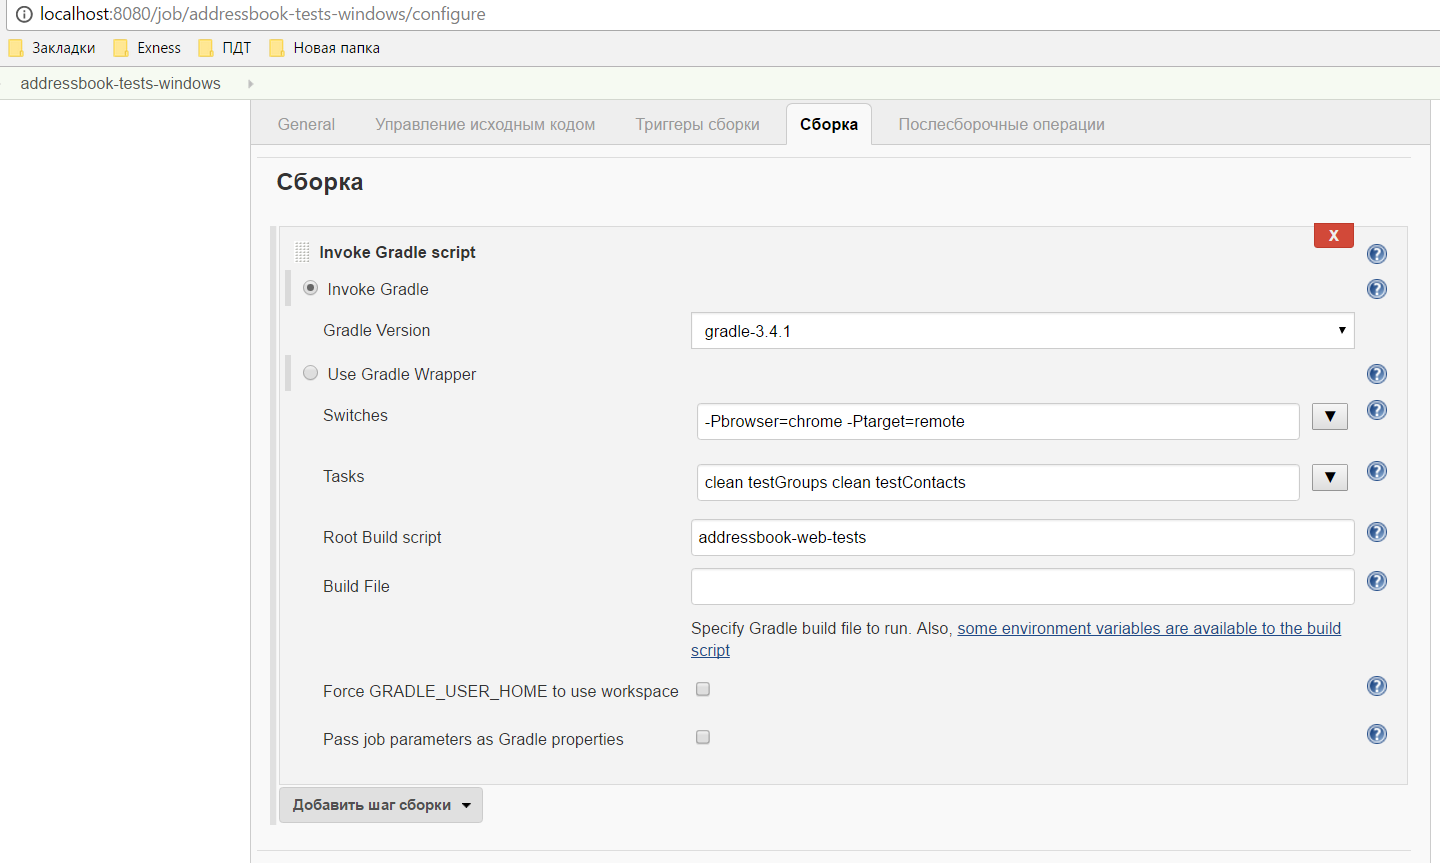 localhost:8080/job/addressbook-tests-windows/configure
Закладки Exness ПДТ Новая папка
addressbook-tests-windows
General Управление исходным кодом Триггеры сборки Сборка Послесборочные операции
Сборка
X
Invoke Gradle script
Invoke Gradle
Gradle Version gradle-3.4.1
Use Gradle Wrapper
Switches -Pbrowser=chrome -Ptarget=remote
Tasks clean testGroups clean testContacts
Root Build script addressbook-web-tests
Build File
Specify Gradle build file to run. Also, some environment variables are available to the build
script
Force GRADLE_USER_HOME to use workspace
Pass job parameters as Gradle properties
Добавить шаг сборки